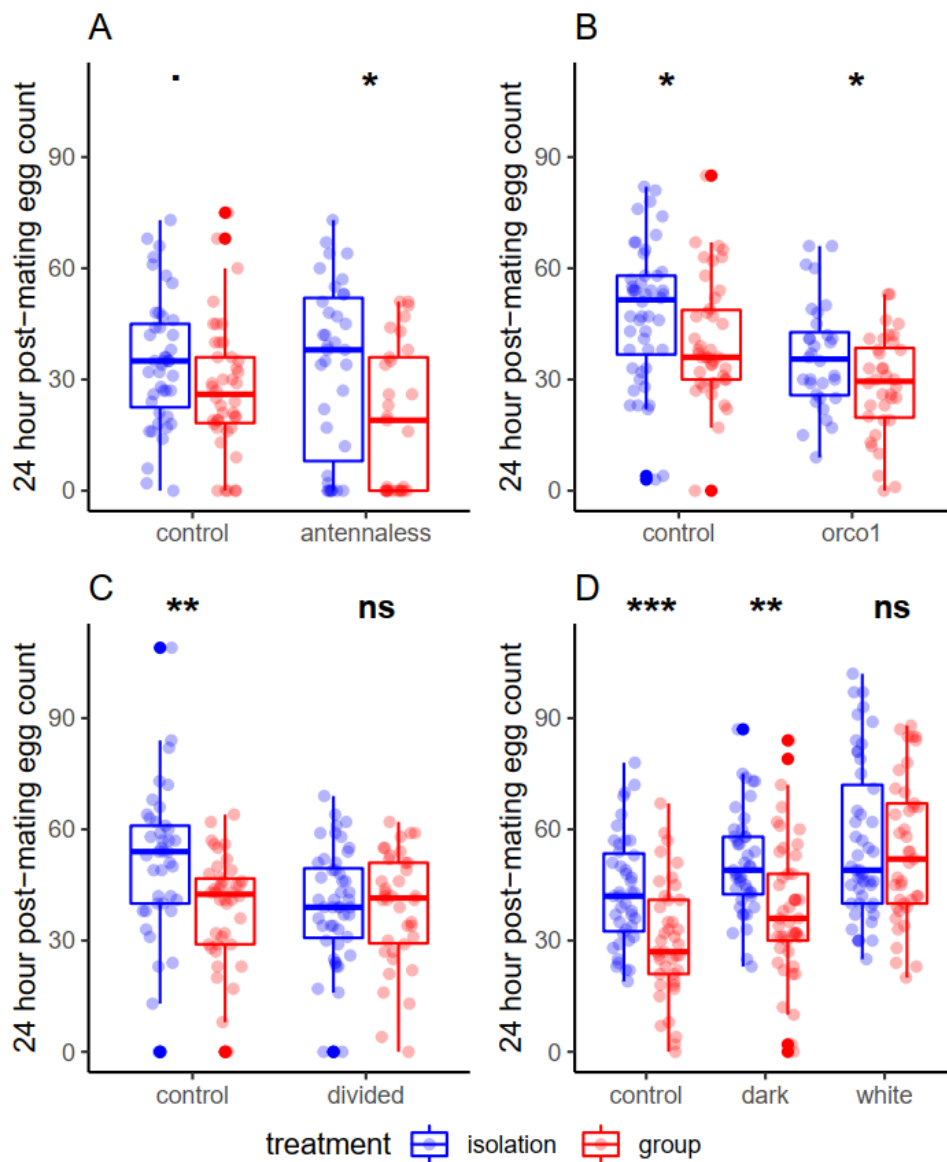 A
B
. *
* *
24 hour post-mating egg count
90
60
30
0
control antennaless
24 hour post-mating egg count
90
60
30
0
control orco1
C
D
** ns
*** ** ns
24 hour post-mating egg count
90
60
30
0
control divided
24 hour post-mating egg count
90
60
30
0
control dark white
treatment isolation group